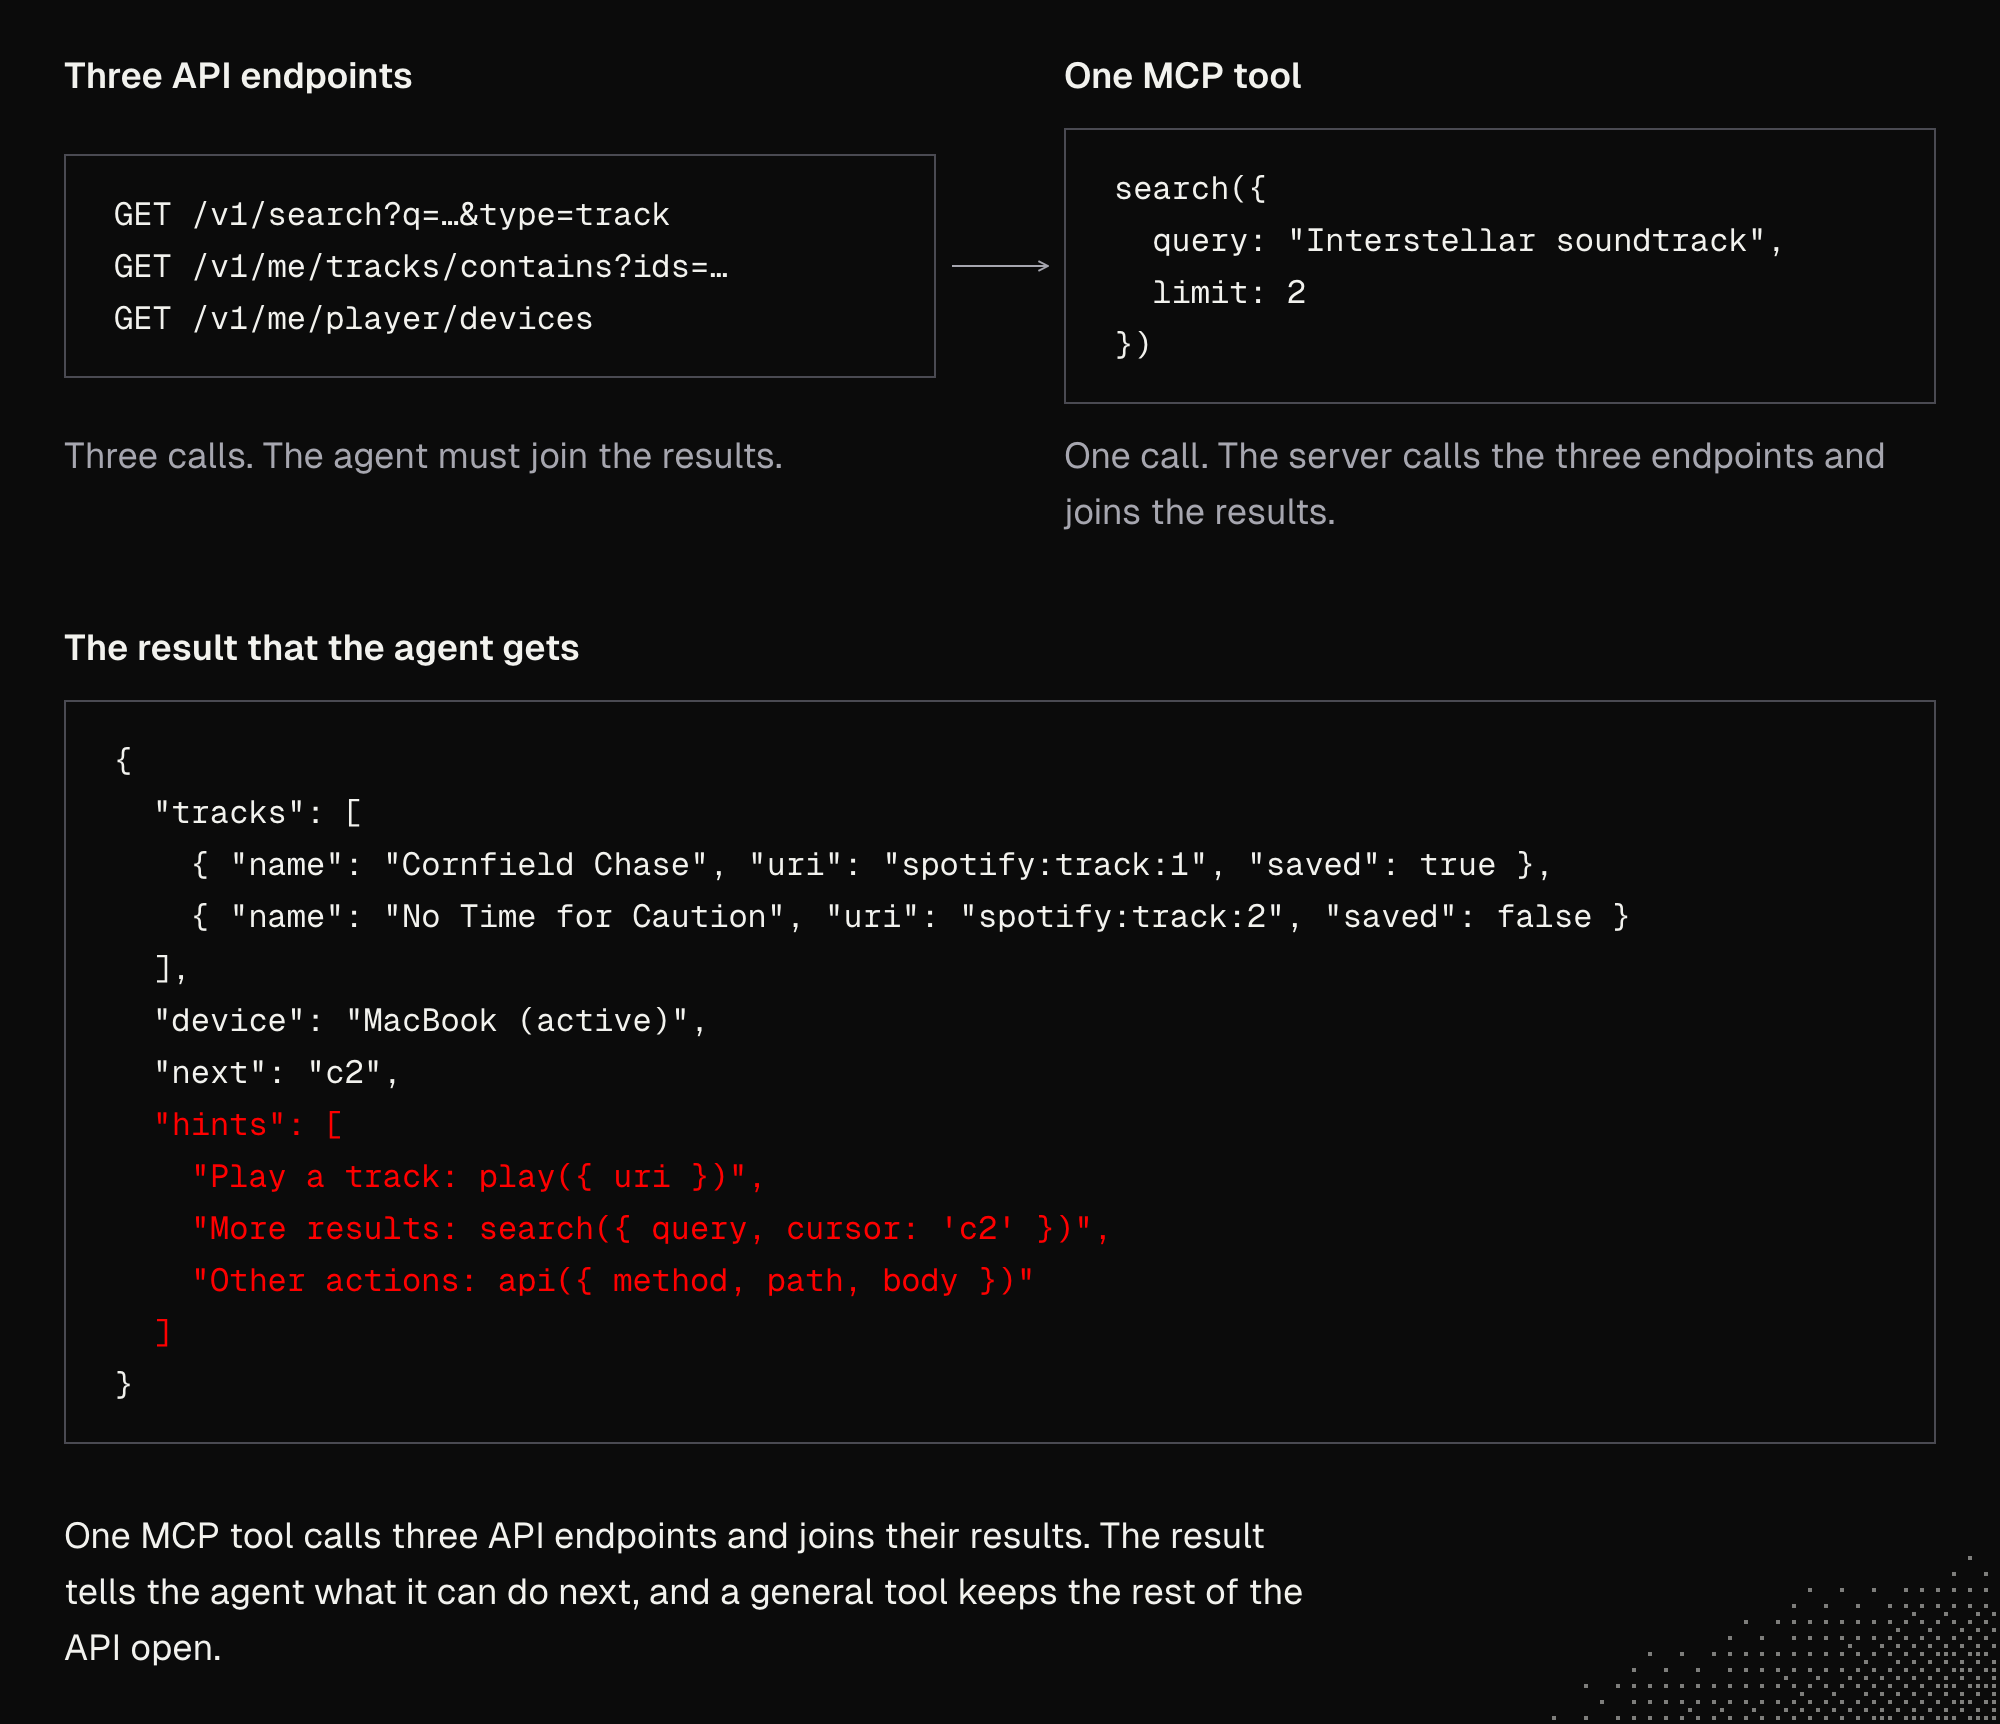 Three API endpoints
GET /v1/search?q=…&type=track
GET /v1/me/tracks/contains?ids=…
GET /v1/me/player/devices
Three calls. The agent must join the results.
One MCP tool
search({
  query: "Interstellar soundtrack",
  limit: 2
})
One call. The server calls the three endpoints and
joins the results.
The result that the agent gets
{
  "tracks": [
    { "name": "Cornfield Chase", "uri": "spotify:track:1", "saved": true },
    { "name": "No Time for Caution", "uri": "spotify:track:2", "saved": false }
  ],
  "device": "MacBook (active)",
  "next": "c2",
  "hints": [
    "Play a track: play({ uri })",
    "More results: search({ query, cursor: 'c2' })",
    "Other actions: api({ method, path, body })"
  ]
}
One MCP tool calls three API endpoints and joins their results. The result
tells the agent what it can do next, and a general tool keeps the rest of the
API open.